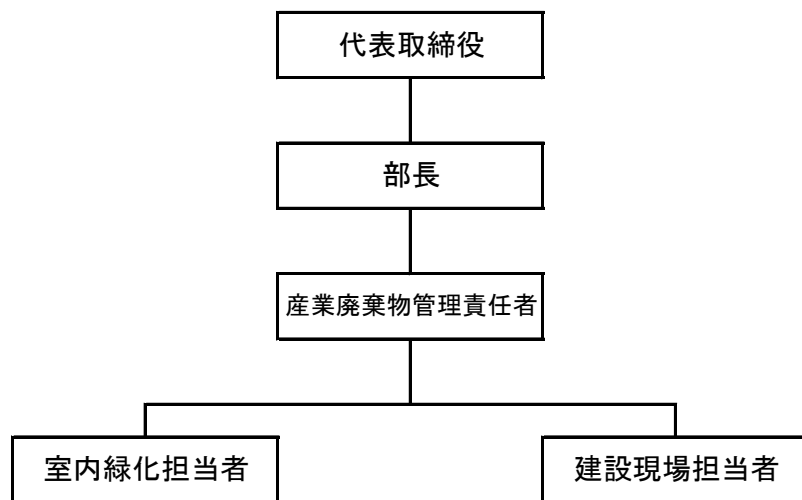 代表取締役
部長
産業廃棄物管理責任者
室内緑化担当者
建設現場担当者